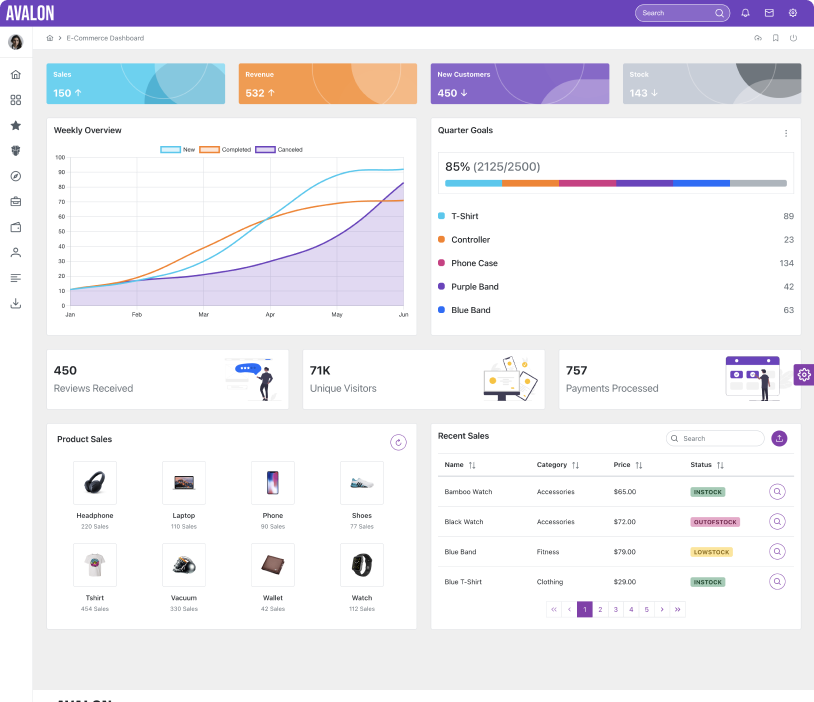 AVALON
Search
E-Commerce Dashboard
Sales
150
Revenue
532
New Customers
450
Stock
143
Weekly Overview
New Completed Canceled
100
90
80
70
60
50
40
30
20
10
0
Jan Feb Mar Apr May Jun
Quarter Goals
85% (2125/2500)
T-Shirt 89
Controller 23
Phone Case 134
Purple Band 42
Blue Band 63
450
Reviews Received
71K
Unique Visitors
757
Payments Processed
Product Sales
Headphone Laptop Phone Shoes
220 Sales 110 Sales 90 Sales 77 Sales
Tshirt Vacuum Wallet Watch
454 Sales 330 Sales 42 Sales 112 Sales
Recent Sales
Search
Name Category Price Status
Bamboo Watch Accessories $65.00 INSTOCK
Black Watch Accessories $72.00 OUTOFSTOCK
Blue Band Fitness $79.00 LOWSTOCK
Blue T-Shirt Clothing $29.00 INSTOCK
« ‹ 1 2 3 4 5 › »
AVALON